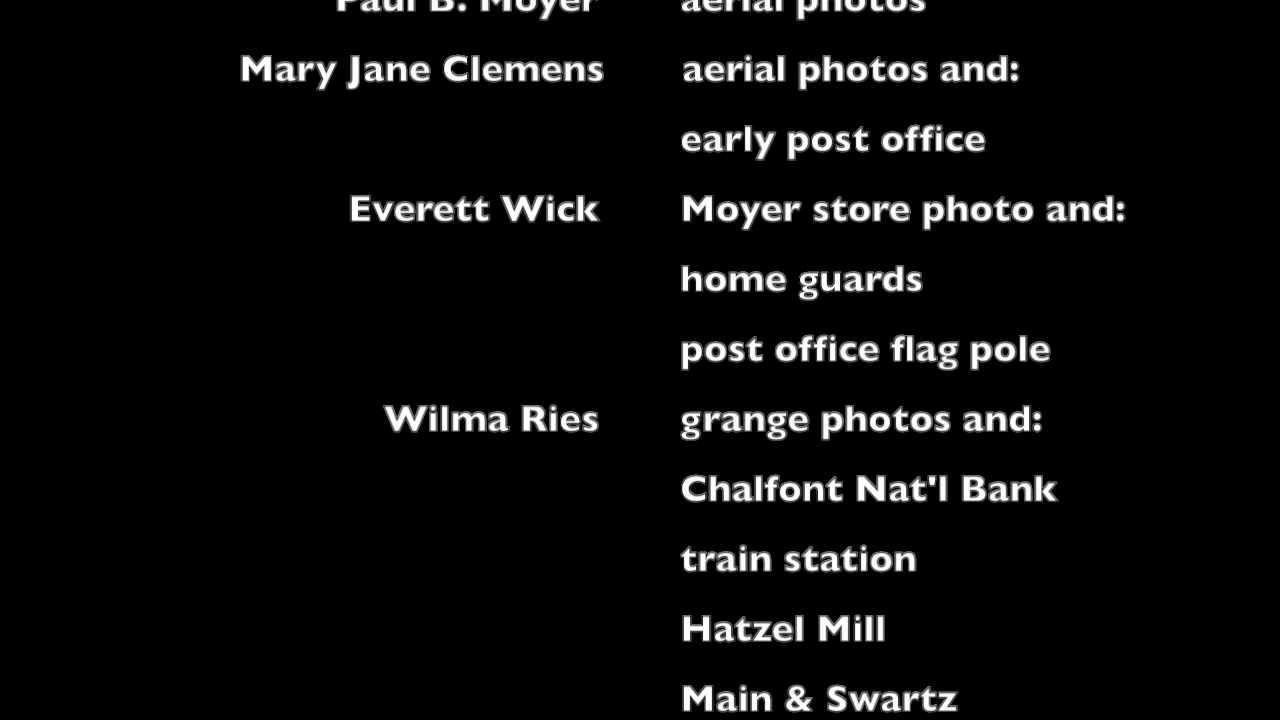 Paul B. Moyer aerial photos
Mary Jane Clemens aerial photos and:
early post office
Everett Wick Moyer store photo and:
home guards
post office flag pole
Wilma Ries grange photos and:
Chalfont Nat'l Bank
train station
Hatzel Mill
Main & Swartz